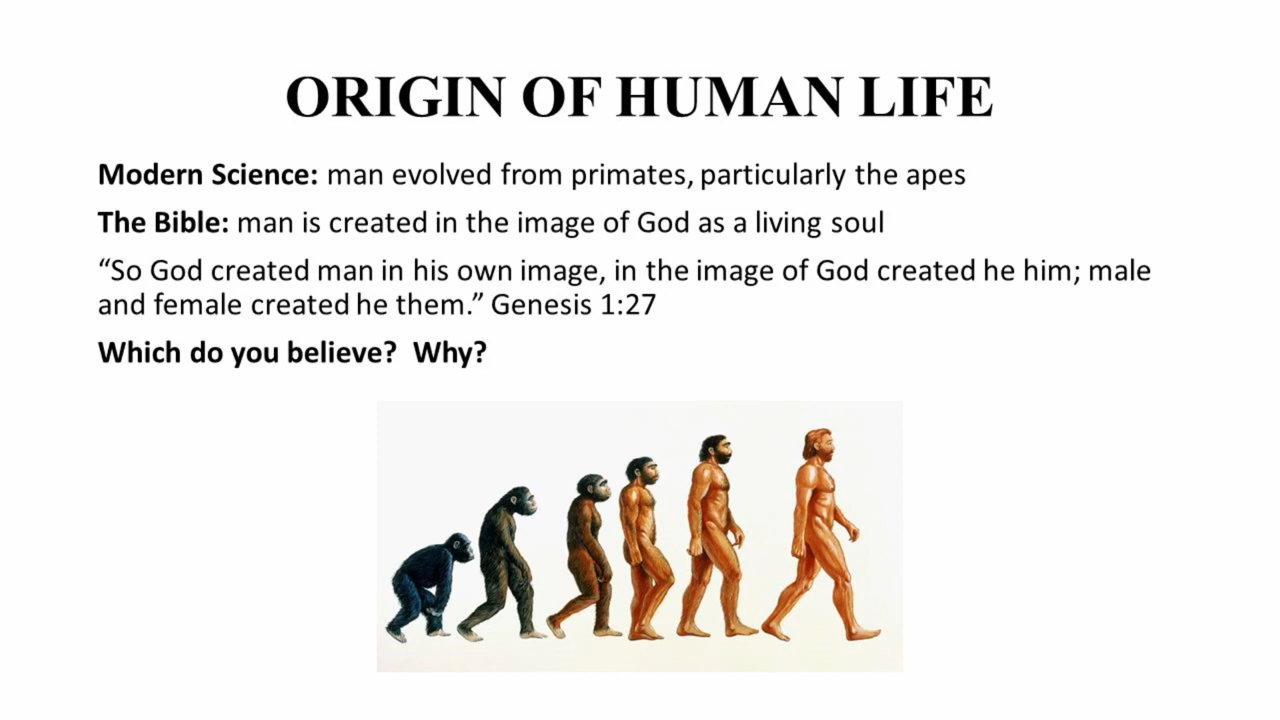 ORIGIN OF HUMAN LIFE
Modern Science: man evolved from primates, particularly the apes
The Bible: man is created in the image of God as a living soul
“So God created man in his own image, in the image of God created he him; male
and female created he them.” Genesis 1:27
Which do you believe? Why?